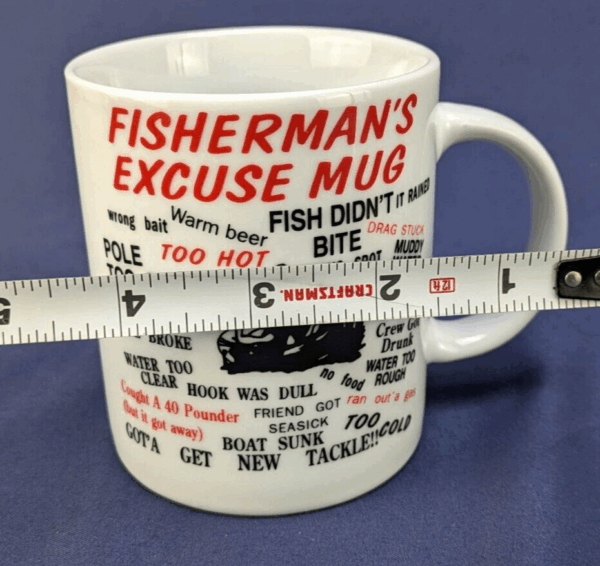 FISHERMAN'S
EXCUSE MUG
wrong bait Warm beer FISH DIDN'T BITE IT RAINED
POLE TOO HOT DRAG STUCK
MUDDY
5 4 3 CRAFTSMAN. 2 12 ft 1
BROKE
Crew Got Drunk
WATER TOO CLEAR
HOOK WAS DULL
no food
WATER TOO ROUGH
Caught A 40 Pounder
(but it got away)
FRIEND GOT SEASICK
ran out'a gas
GOTA GET NEW TACKLE!!
BOAT SUNK
TOO COLD